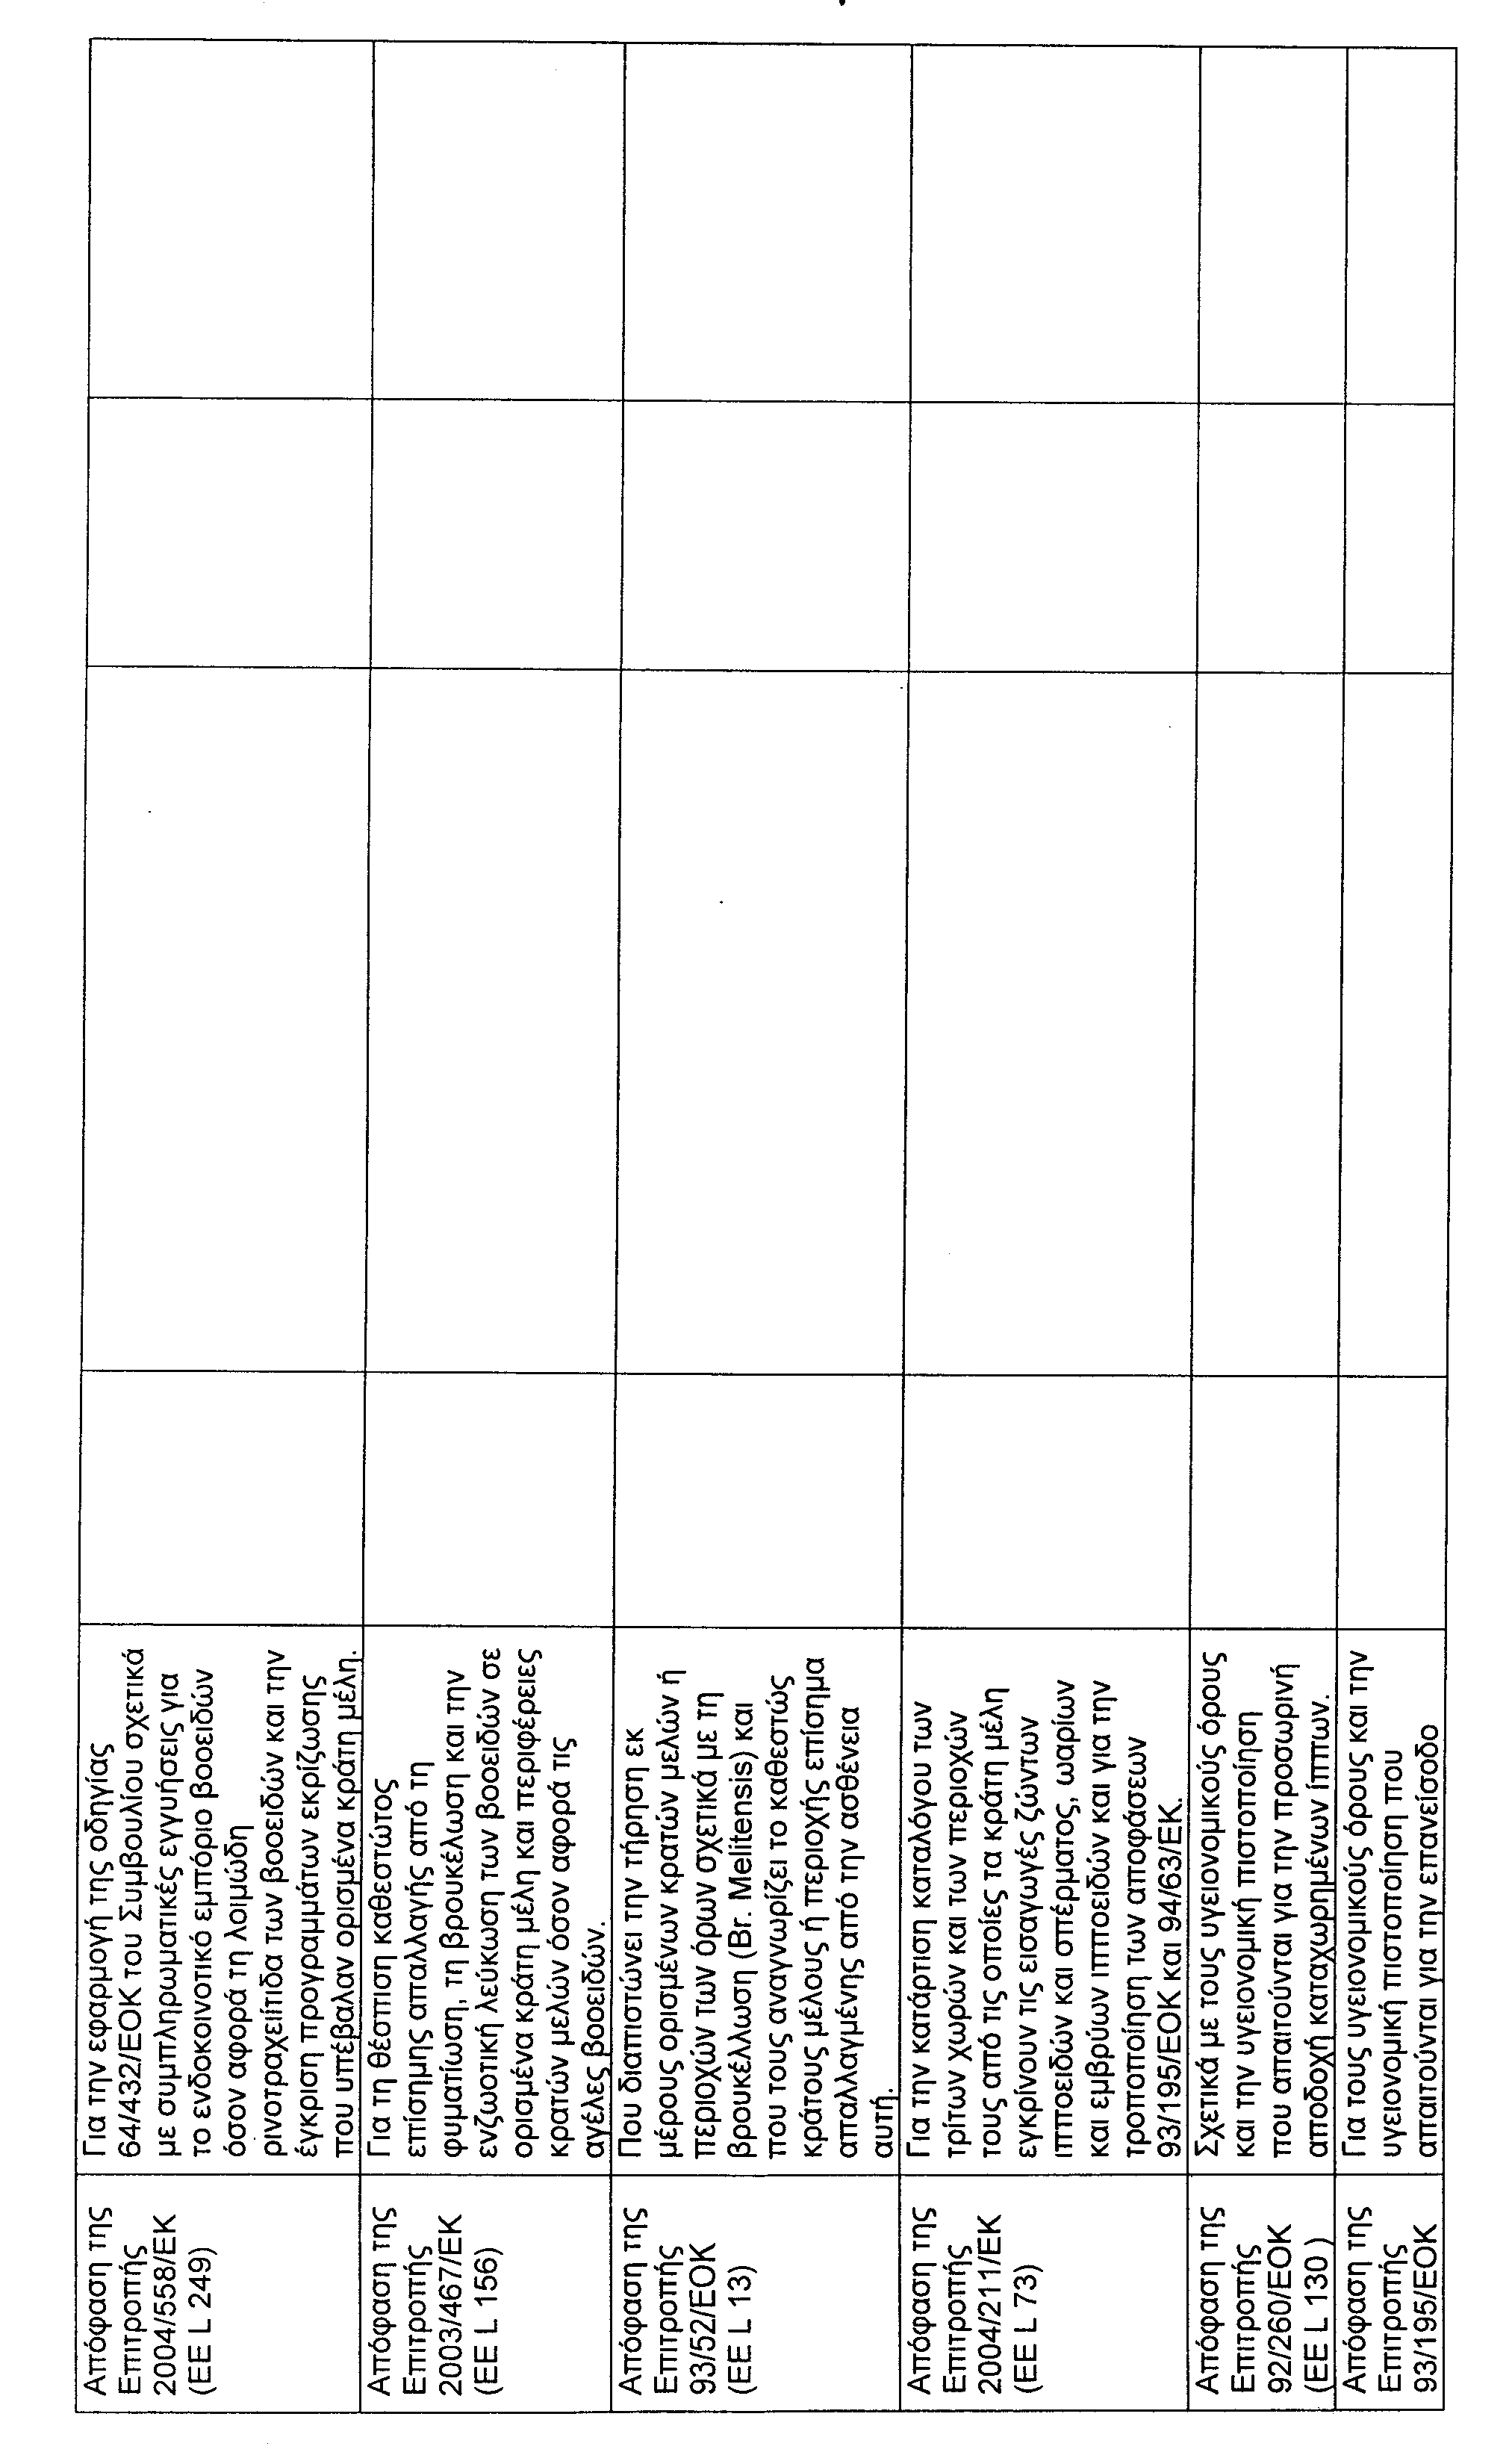 Απόφαση της
Επιτροπής
2004/558/ΕΚ
(ΕΕ L 249)
Για την εφαρμογή της οδηγίας
64/432/ΕΟΚ του Συμβουλίου σχετικά
με συμπληρωματικές εγγυήσεις για
το ενδοκοινοτικό εμπόριο βοοειδών
όσον αφορά τη λοιμώδη
ρινοτραχειίτιδα των βοοειδών και την
έγκριση προγραμμάτων εκρίζωσης
που υπέβαλαν ορισμένα κράτη μέλη.
Απόφαση της
Επιτροπής
2003/467/ΕΚ
(ΕΕ L 156)
Για τη θέσπιση καθεστώτος
επίσημης απαλλαγής από τη
φυματίωση, τη βρουκέλωση και την
ενζωοτική λεύκωση των βοοειδών σε
ορισμένα κράτη μέλη και περιφέρειες
κρατών μελών όσον αφορά τις
αγέλες βοοειδών.
Απόφαση της
Επιτροπής
93/52/ΕΟΚ
(ΕΕ L 13)
Που διαπιστώνει την τήρηση εκ
μέρους ορισμένων κρατών μελών ή
περιοχών των όρων σχετικά με τη
βρουκέλλωση (Br. Melitensis) και
που τους αναγνωρίζει το καθεστώς
κράτους μέλους ή περιοχής επίσημα
απαλλαγμένης από την ασθένεια
αυτή.
Απόφαση της
Επιτροπής
2004/211/ΕΚ
(ΕΕ L 73)
Για την κατάρτιση καταλόγου των
τρίτων χωρών και των περιοχών
τους από τις οποίες τα κράτη μέλη
εγκρίνουν τις εισαγωγές ζώντων
ιπποειδών και σπέρματος, ωαρίων
και εμβρύων ιπποειδών και για την
τροποποίηση των αποφάσεων
93/195/ΕΟΚ και 94/63/ΕΚ.
Απόφαση της
Επιτροπής
92/260/ΕΟΚ
(ΕΕ L 130 )
Σχετικά με τους υγειονομικούς όρους
και την υγειονομική πιστοποίηση
που απαιτούνται για την προσωρινή
αποδοχή καταχωρημένων ίππων.
Απόφαση της
Επιτροπής
93/195/ΕΟΚ
Για τους υγειονομικούς όρους και την
υγειονομική πιστοποίηση που
απαιτούνται για την επανείσοδο